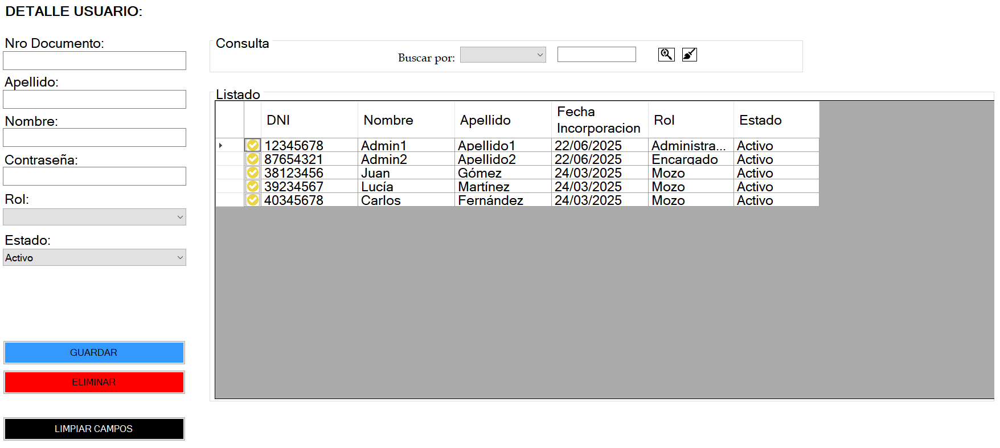 DETALLE USUARIO:
Nro Documento:
Apellido:
Nombre:
Contraseña:
Rol:
Estado:
Activo
GUARDAR
ELIMINAR
LIMPIAR CAMPOS
Consulta
Buscar por:
Listado
DNI Nombre Apellido Fecha Incorporacion Rol Estado
12345678 Admin1 Apellido1 22/06/2025 Administra... Activo
87654321 Admin2 Apellido2 22/06/2025 Encargado Activo
38123456 Juan Gómez 24/03/2025 Mozo Activo
39234567 Lucía Martínez 24/03/2025 Mozo Activo
40345678 Carlos Fernández 24/03/2025 Mozo Activo